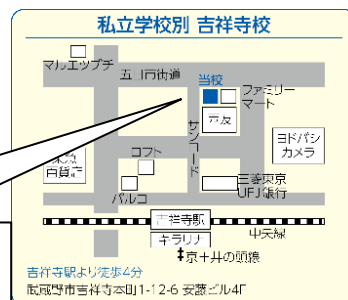 私立学校別 吉祥寺校
マルエツプチ
五日市街道
当校
ファミリー
マート
西友
サンロード
ヨドバシ
カメラ
ロフト
百貨店
パルコ
三菱東京
UFJ銀行
吉祥寺駅
キラリナ
中央線
京王井の頭線
吉祥寺駅より徒歩4分
武蔵野市吉祥寺本町1-12-6 安藤ビル4F